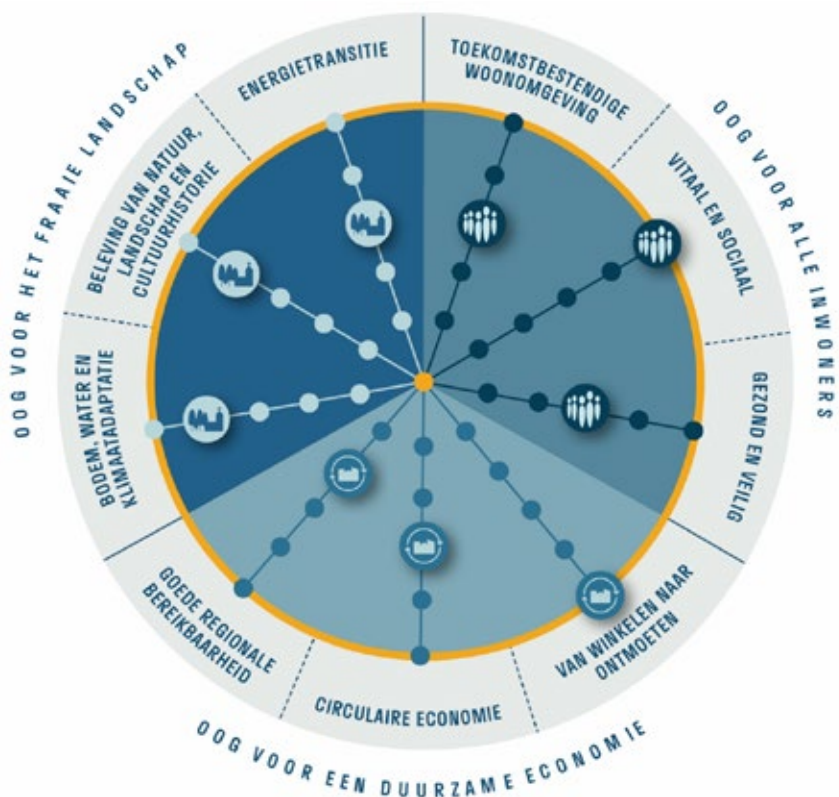 OOG VOOR HET FRAAIE LANDSCHAP
ENERGIETRANSITIE
TOEKOMSTBESTENDIGE
WOONOMGEVING
OOG VOOR ALLE INWONERS
VITAAL EN SOCIAAL
BELEVING VAN NATUUR,
LANDSCHAP EN
CULTUURHISTORIE
BODEM, WATER EN
KLIMAATADAPTATIE
GEZOND EN VEILIG
GOEDE REGIONALE
BEREIKBAARHEID
CIRCULAIRE ECONOMIE
VAN WINKELEN NAAR
ONTMOETEN
OOG VOOR EEN DUURZAME ECONOMIE